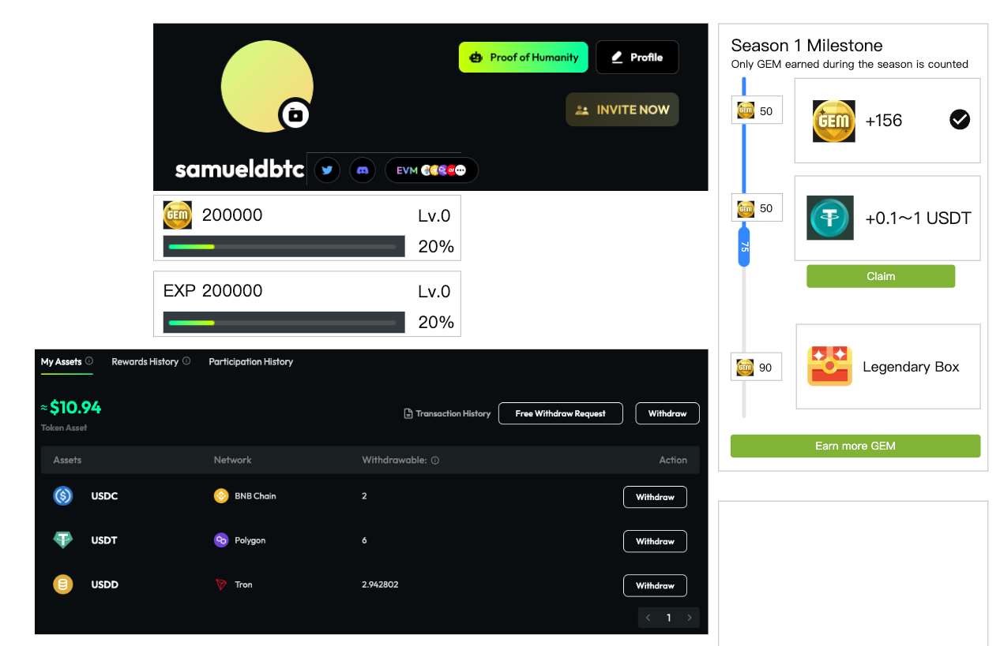 Proof of Humanity
Profile
INVITE NOW
samueldbtc
EVM
GEM 200000 Lv.0
20%
EXP 200000 Lv.0
20%
My Assets Rewards History Participation History
≈$10.94
Token Asset
Transaction History Free Withdraw Request Withdraw
Assets Network Withdrawable: Action
USDC BNB Chain 2 Withdraw
USDT Polygon 6 Withdraw
USDD Tron 2.942802 Withdraw
1
Season 1 Milestone
Only GEM earned during the season is counted
GEM 50
GEM +156
GEM 50
+0.1～1 USDT
75
Claim
GEM 90
Legendary Box
Earn more GEM